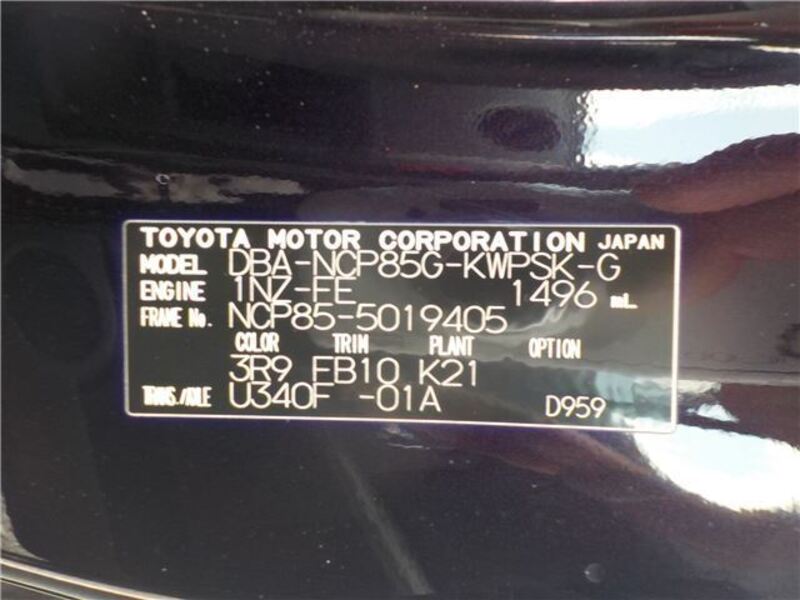 TOYOTA MOTOR CORPORATION JAPAN
MODEL DBA-NCP85G-KWPSK-G
ENGINE 1NZ-FE 1496 mL
FRAME No. NCP85-5019405
COLOR TRIM PLANT OPTION
3R9 FB10 K21
TRANS./AXLE U340F -01A D959